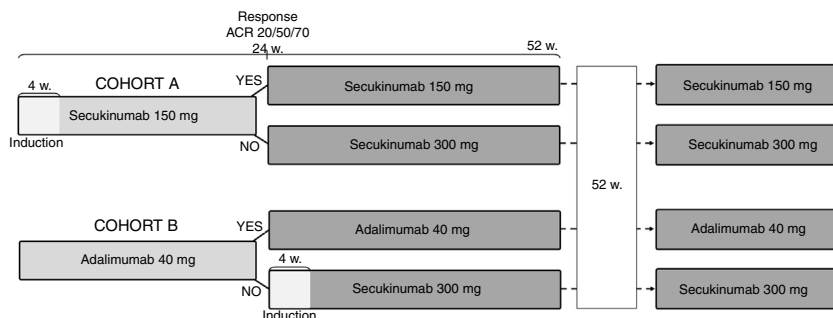 Response
ACR 20/50/70
24 w.
52 w.
4 w.
COHORT A
YES
Secukinumab 150 mg
Secukinumab 150 mg
Secukinumab 150 mg
Induction
NO
Secukinumab 300 mg
Secukinumab 300 mg
52 w.
COHORT B
YES
Adalimumab 40 mg
Adalimumab 40 mg
Adalimumab 40 mg
4 w.
NO
Secukinumab 300 mg
Secukinumab 300 mg
Induction